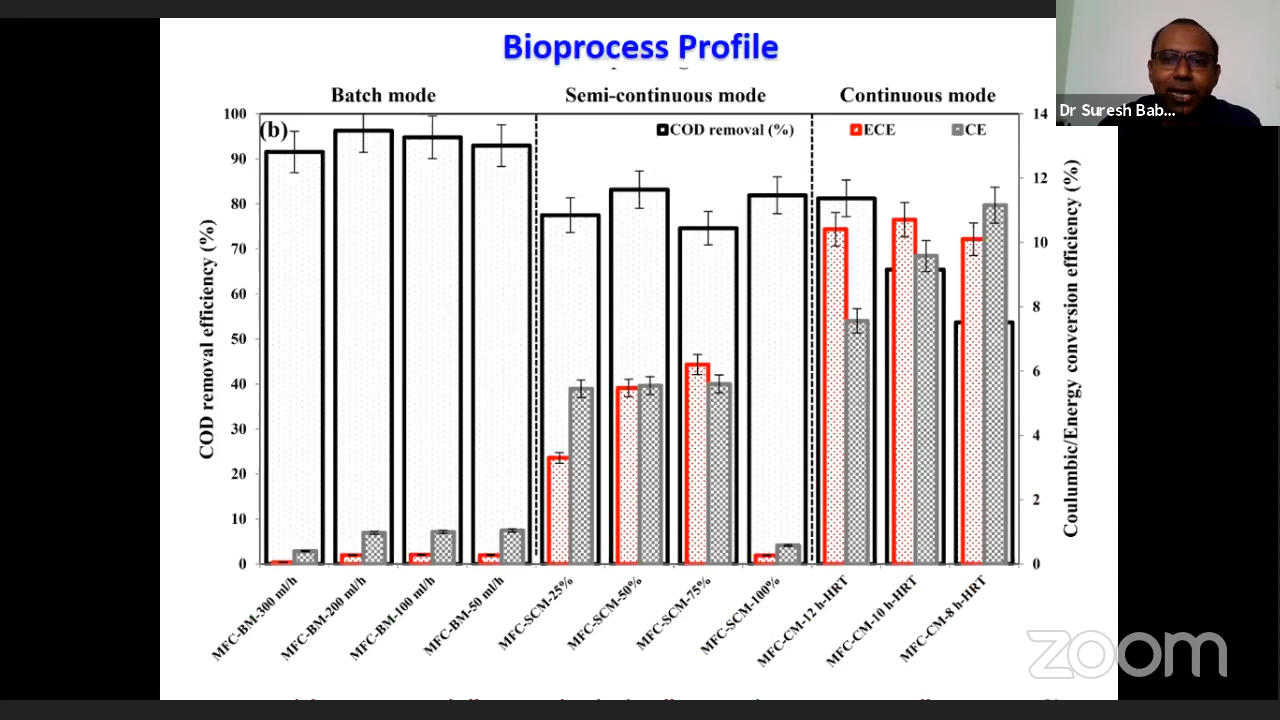 Bioprocess Profile
Batch mode
Semi-continuous mode
Continuous mode
Dr Suresh Bab...
(b)
COD removal (%)
ECE
CE
COD removal efficiency (%)
100
90
80
70
60
50
40
30
20
10
0
14
12
10
8
6
4
2
0
Coulumbic/Energy conversion efficiency (%)
MFC-BM-300 ml/h
MFC-BM-200 ml/h
MFC-BM-100 ml/h
MFC-BM-50 ml/h
MFC-SCM-25%
MFC-SCM-50%
MFC-SCM-75%
MFC-SCM-100%
MFC-CM-12 h-HRT
MFC-CM-10 h-HRT
MFC-CM-8 h-HRT
zoom